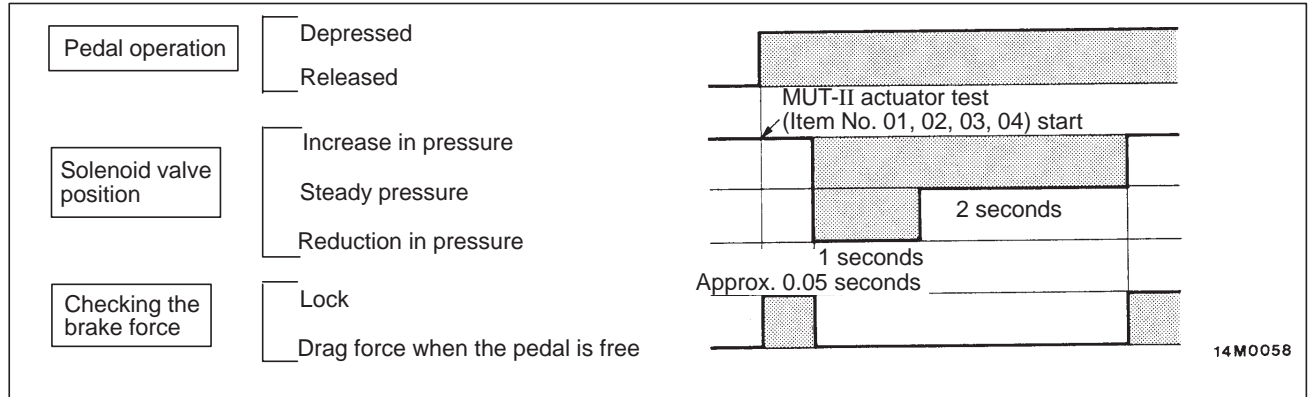 Pedal operation
Depressed
Released
MUT-II actuator test
(Item No. 01, 02, 03, 04) start
Solenoid valve
position
Increase in pressure
Steady pressure
Reduction in pressure
2 seconds
1 seconds
Approx. 0.05 seconds
Checking the
brake force
Lock
Drag force when the pedal is free
14M0058